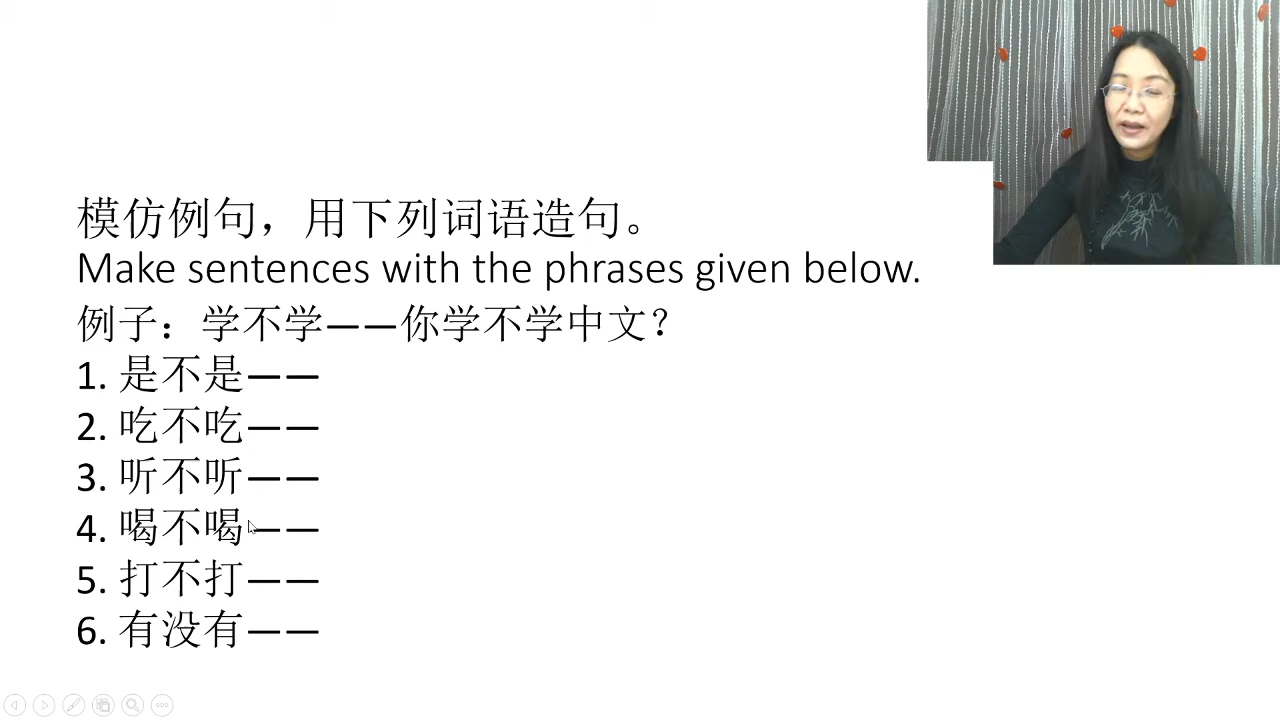 模仿例句，用下列词语造句。
Make sentences with the phrases given below.
例子：学不学——你学不学中文？
1. 是不是——
2. 吃不吃——
3. 听不听——
4. 喝不喝——
5. 打不打——
6. 有没有——